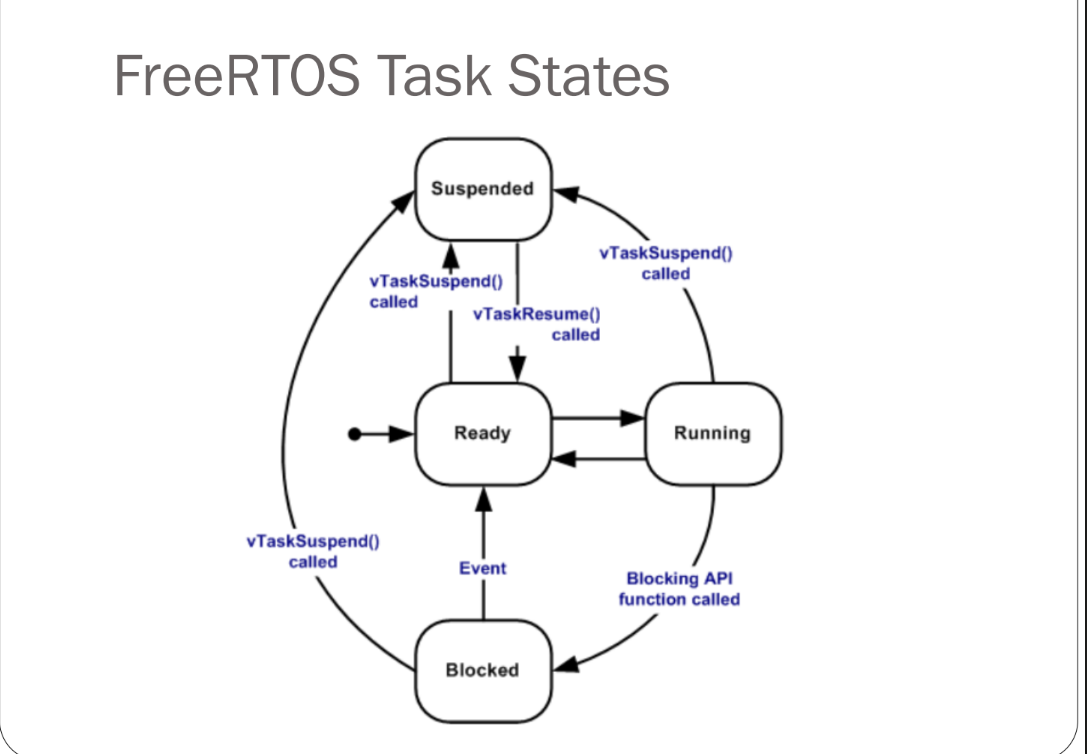 FreeRTOS Task States
Suspended
vTaskSuspend()
called
vTaskSuspend()
called
vTaskResume()
called
Ready
Running
vTaskSuspend()
called
Event
Blocking API
function called
Blocked